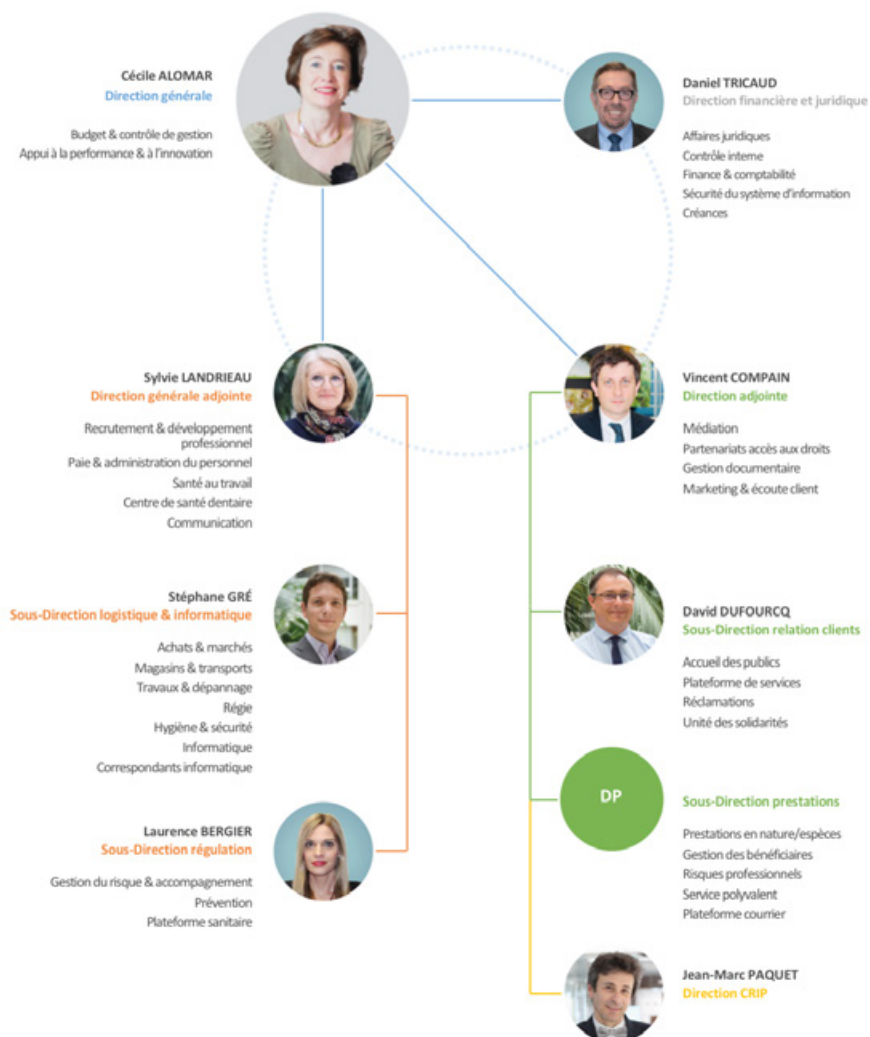 Cécile ALOMAR
Direction générale
Budget & contrôle de gestion
Appui à la performance & à l'innovation
Daniel TRICAUD
Direction financière et juridique
Affaires juridiques
Contrôle interne
Finance & comptabilité
Sécurité du système d'information
Créances
Sylvie LANDRIEAU
Direction générale adjointe
Recrutement & développement
professionnel
Paie & administration du personnel
Santé au travail
Centre de santé dentaire
Communication
Vincent COMPAIN
Direction adjointe
Médiation
Partenariats accès aux droits
Gestion documentaire
Marketing & écoute client
Stéphane GRÉ
Sous-Direction logistique & informatique
Achats & marchés
Magasins & transports
Travaux & dépannage
Régie
Hygiène & sécurité
Informatique
Correspondants informatique
David DUFOURCQ
Sous-Direction relation clients
Accueil des publics
Plateforme de services
Réclamations
Unité des solidarités
Laurence BERGIER
Sous-Direction régulation
Gestion du risque & accompagnement
Prévention
Plateforme sanitaire
DP
Sous-Direction prestations
Prestations en nature/espèces
Gestion des bénéficiaires
Risques professionnels
Service polyvalent
Plateforme courrier
Jean-Marc PAQUET
Direction CRIP